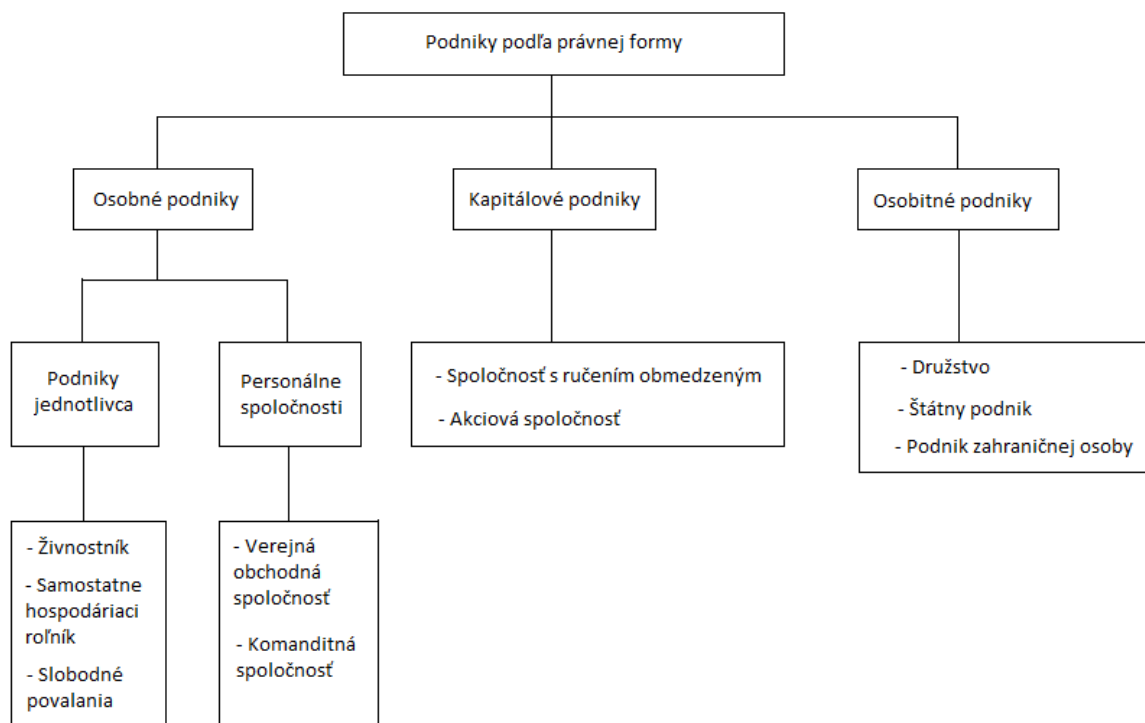 Podniky podľa právnej formy
Osobné podniky
Kapitálové podniky
Osobitné podniky
Podniky
jednotlivca
Personálne
spoločnosti
- Spoločnosť s ručením obmedzeným
- Akciová spoločnosť
- Družstvo
- Štátny podnik
- Podnik zahraničnej osoby
- Živnostník
- Samostatne
hospodáriaci
roľník
- Slobodné
povalania
- Verejná
obchodná
spoločnosť
- Komanditná
spoločnosť